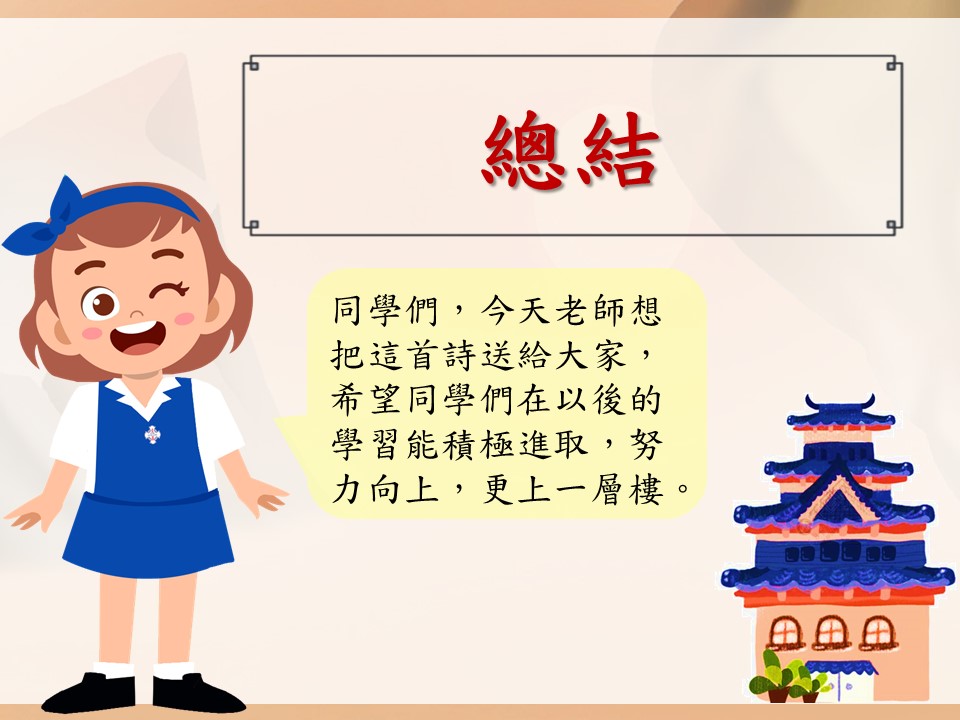 總結
同學們，今天老師想
把這首詩送給大家，
希望同學們在以後的
學習能積極進取，努
力向上，更上一層樓。